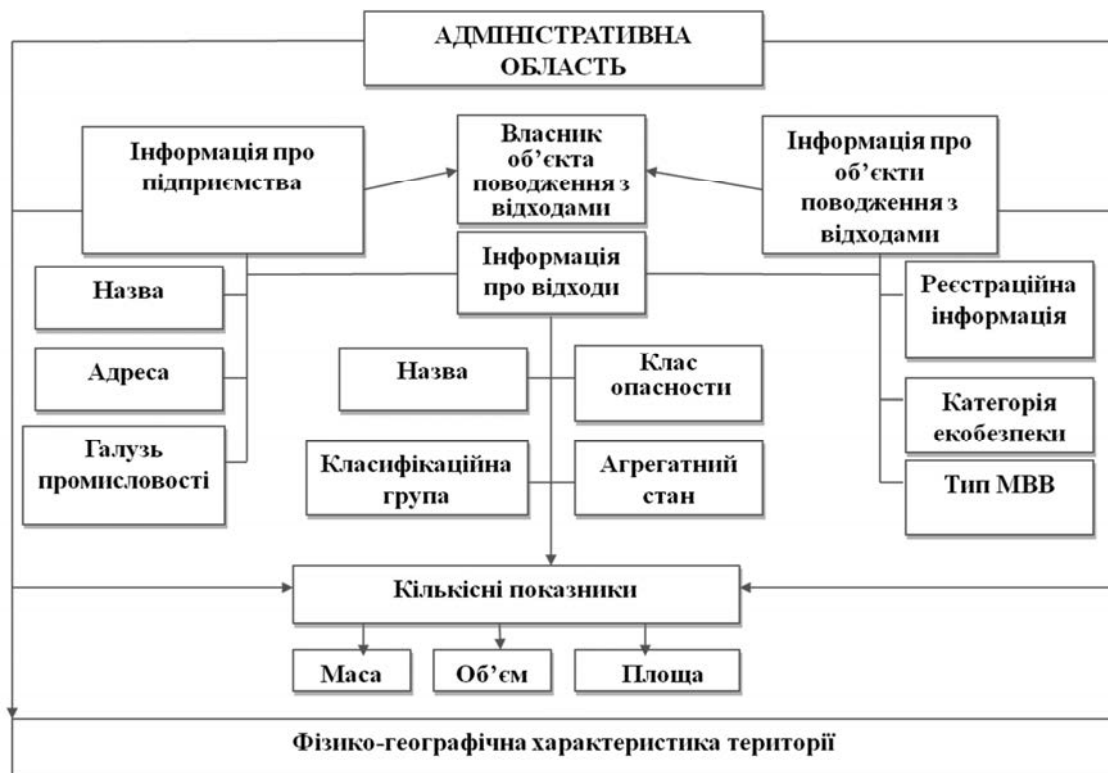 АДМІНІСТРАТИВНА
ОБЛАСТЬ
Інформація про
підприємства
Власник
об’єкта
поводження з
відходами
Інформація про
об’єкти
поводження з
відходами
Інформація
про відходи
Назва
Адреса
Галузь
промисловості
Назва
Клас
опасности
Класифікаційна
група
Агрегатний
стан
Реєстраційна
інформація
Категорія
екобезпеки
Тип МВВ
Кількісні показники
Маса
Об’єм
Площа
Фізико-географічна характеристика території